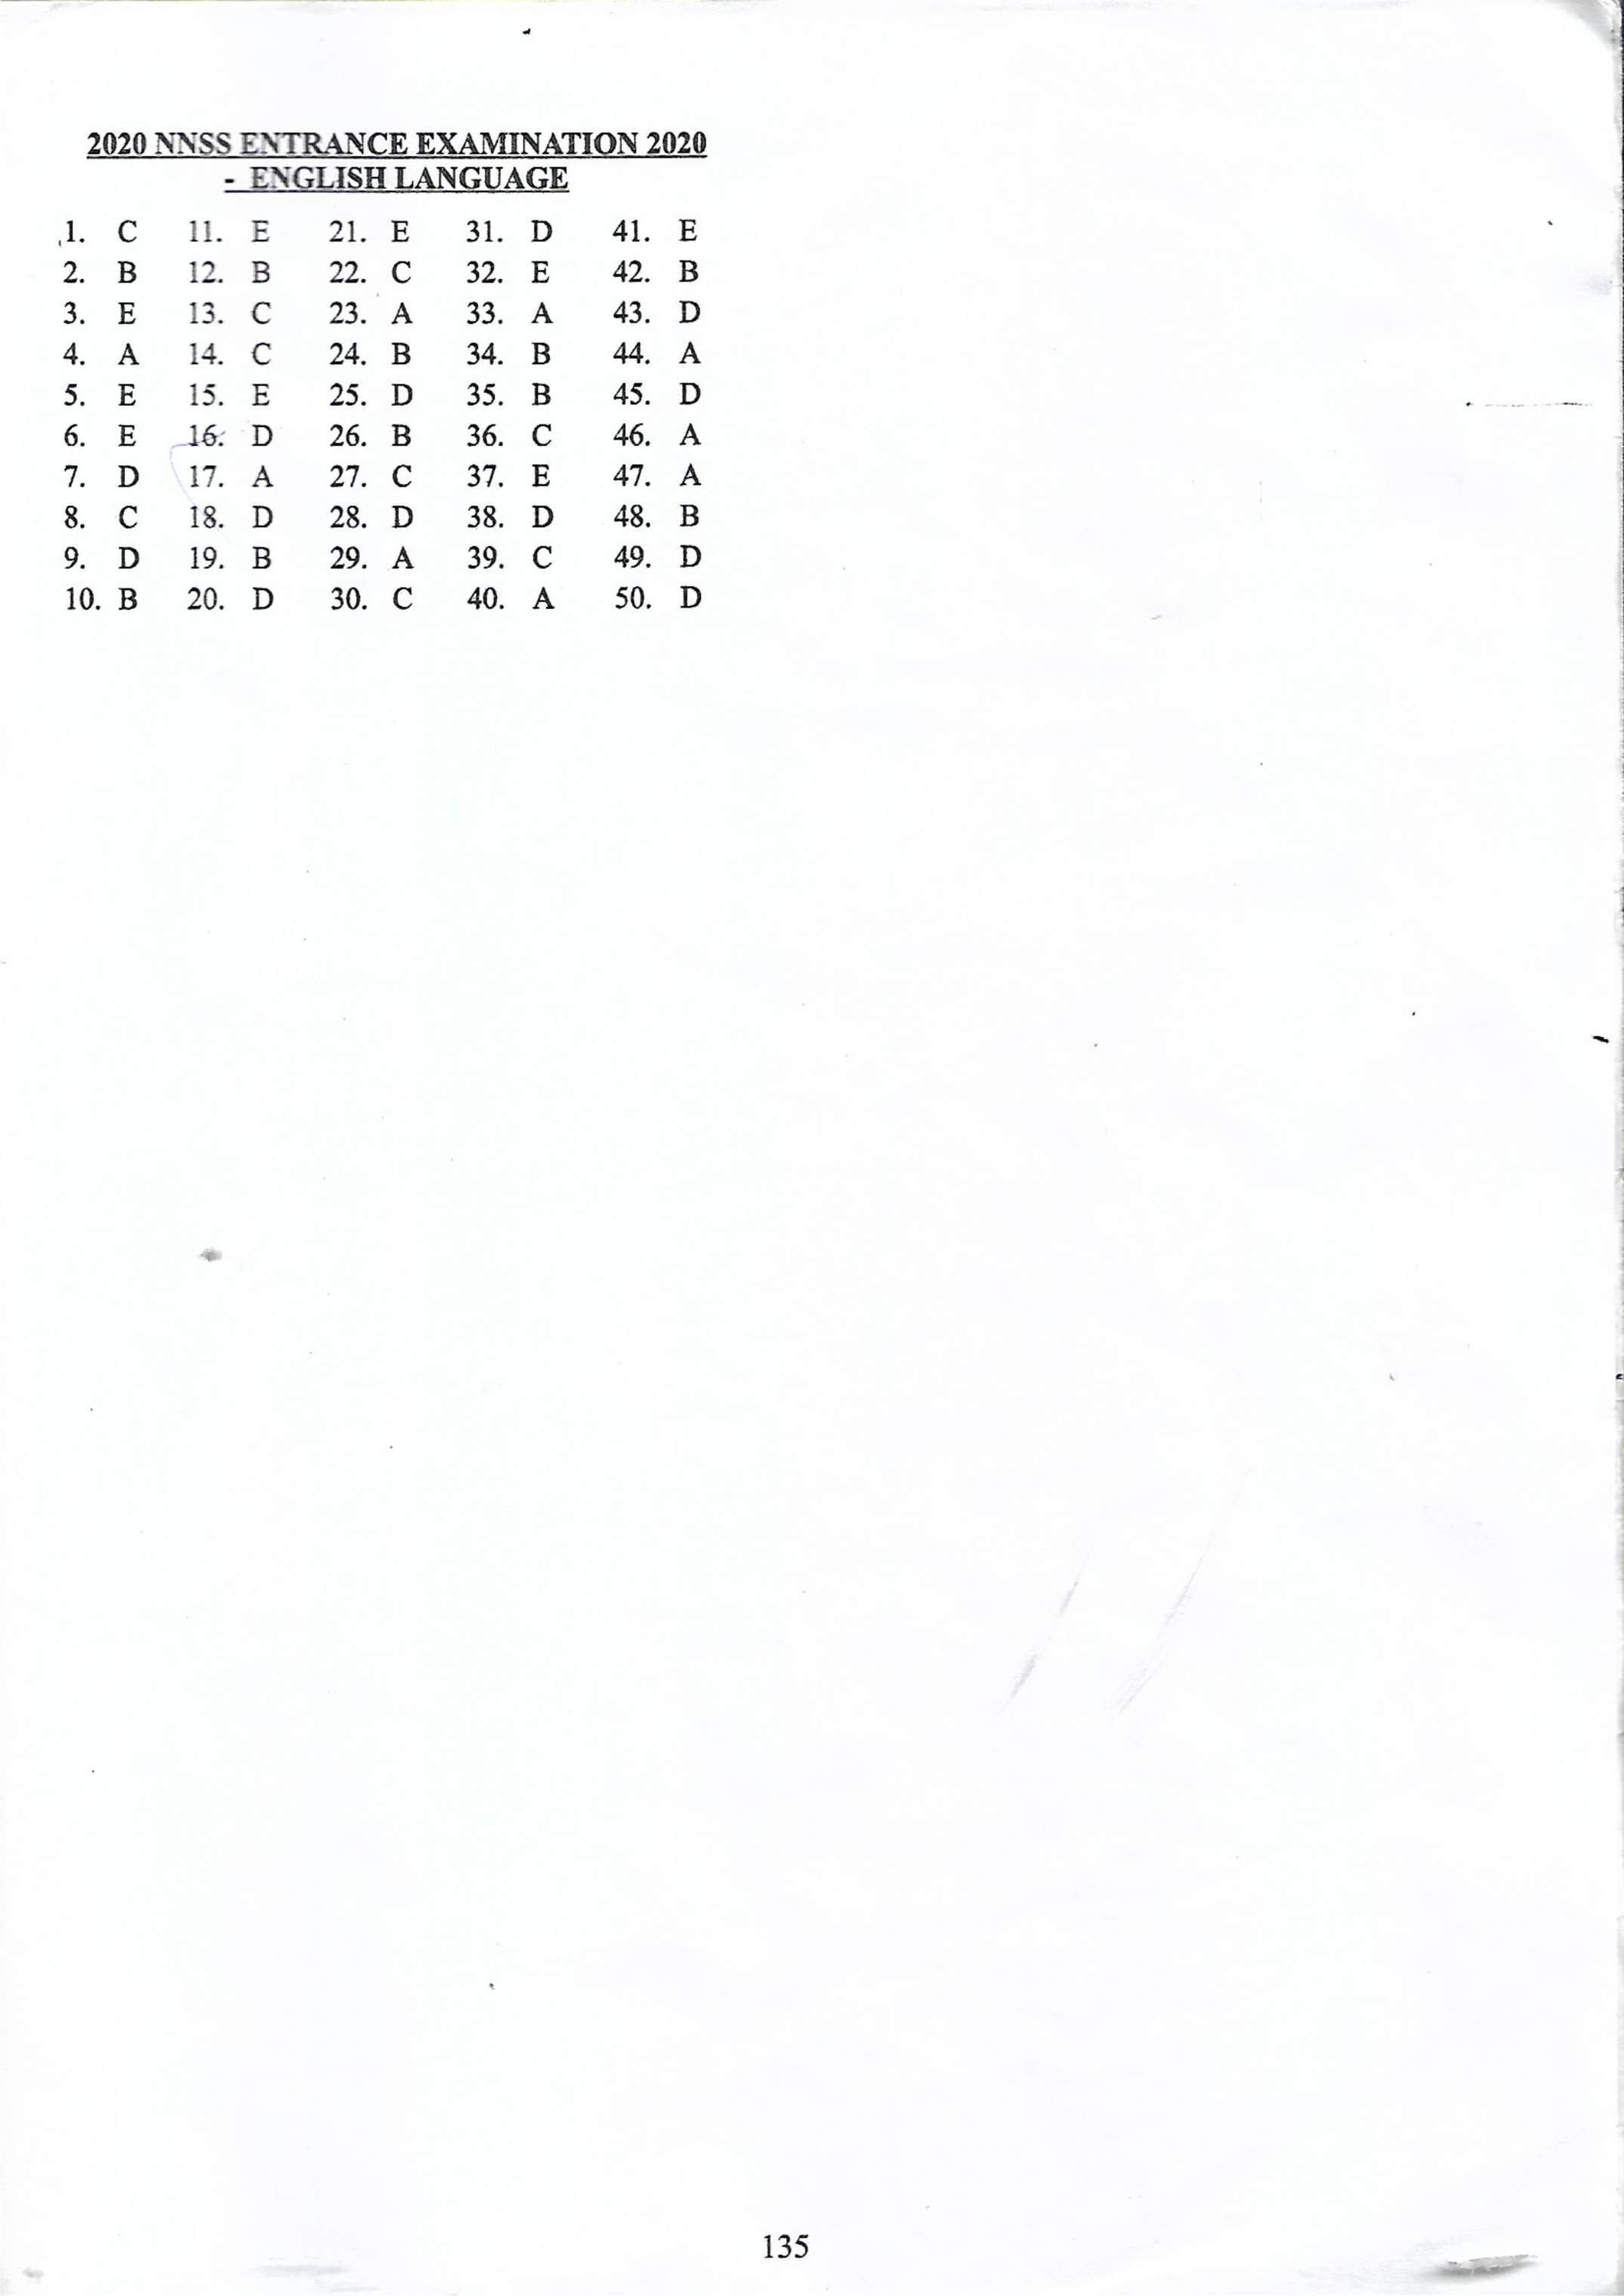 2020 NNSS ENTRANCE EXAMINATION 2020
- ENGLISH LANGUAGE
1. C 11. E 21. E 31. D 41. E
2. B 12. B 22. C 32. E 42. B
3. E 13. C 23. A 33. A 43. D
4. A 14. C 24. B 34. B 44. A
5. E 15. E 25. D 35. B 45. D
6. E 16. D 26. B 36. C 46. A
7. D 17. A 27. C 37. E 47. A
8. C 18. D 28. D 38. D 48. B
9. D 19. B 29. A 39. C 49. D
10. B 20. D 30. C 40. A 50. D
135